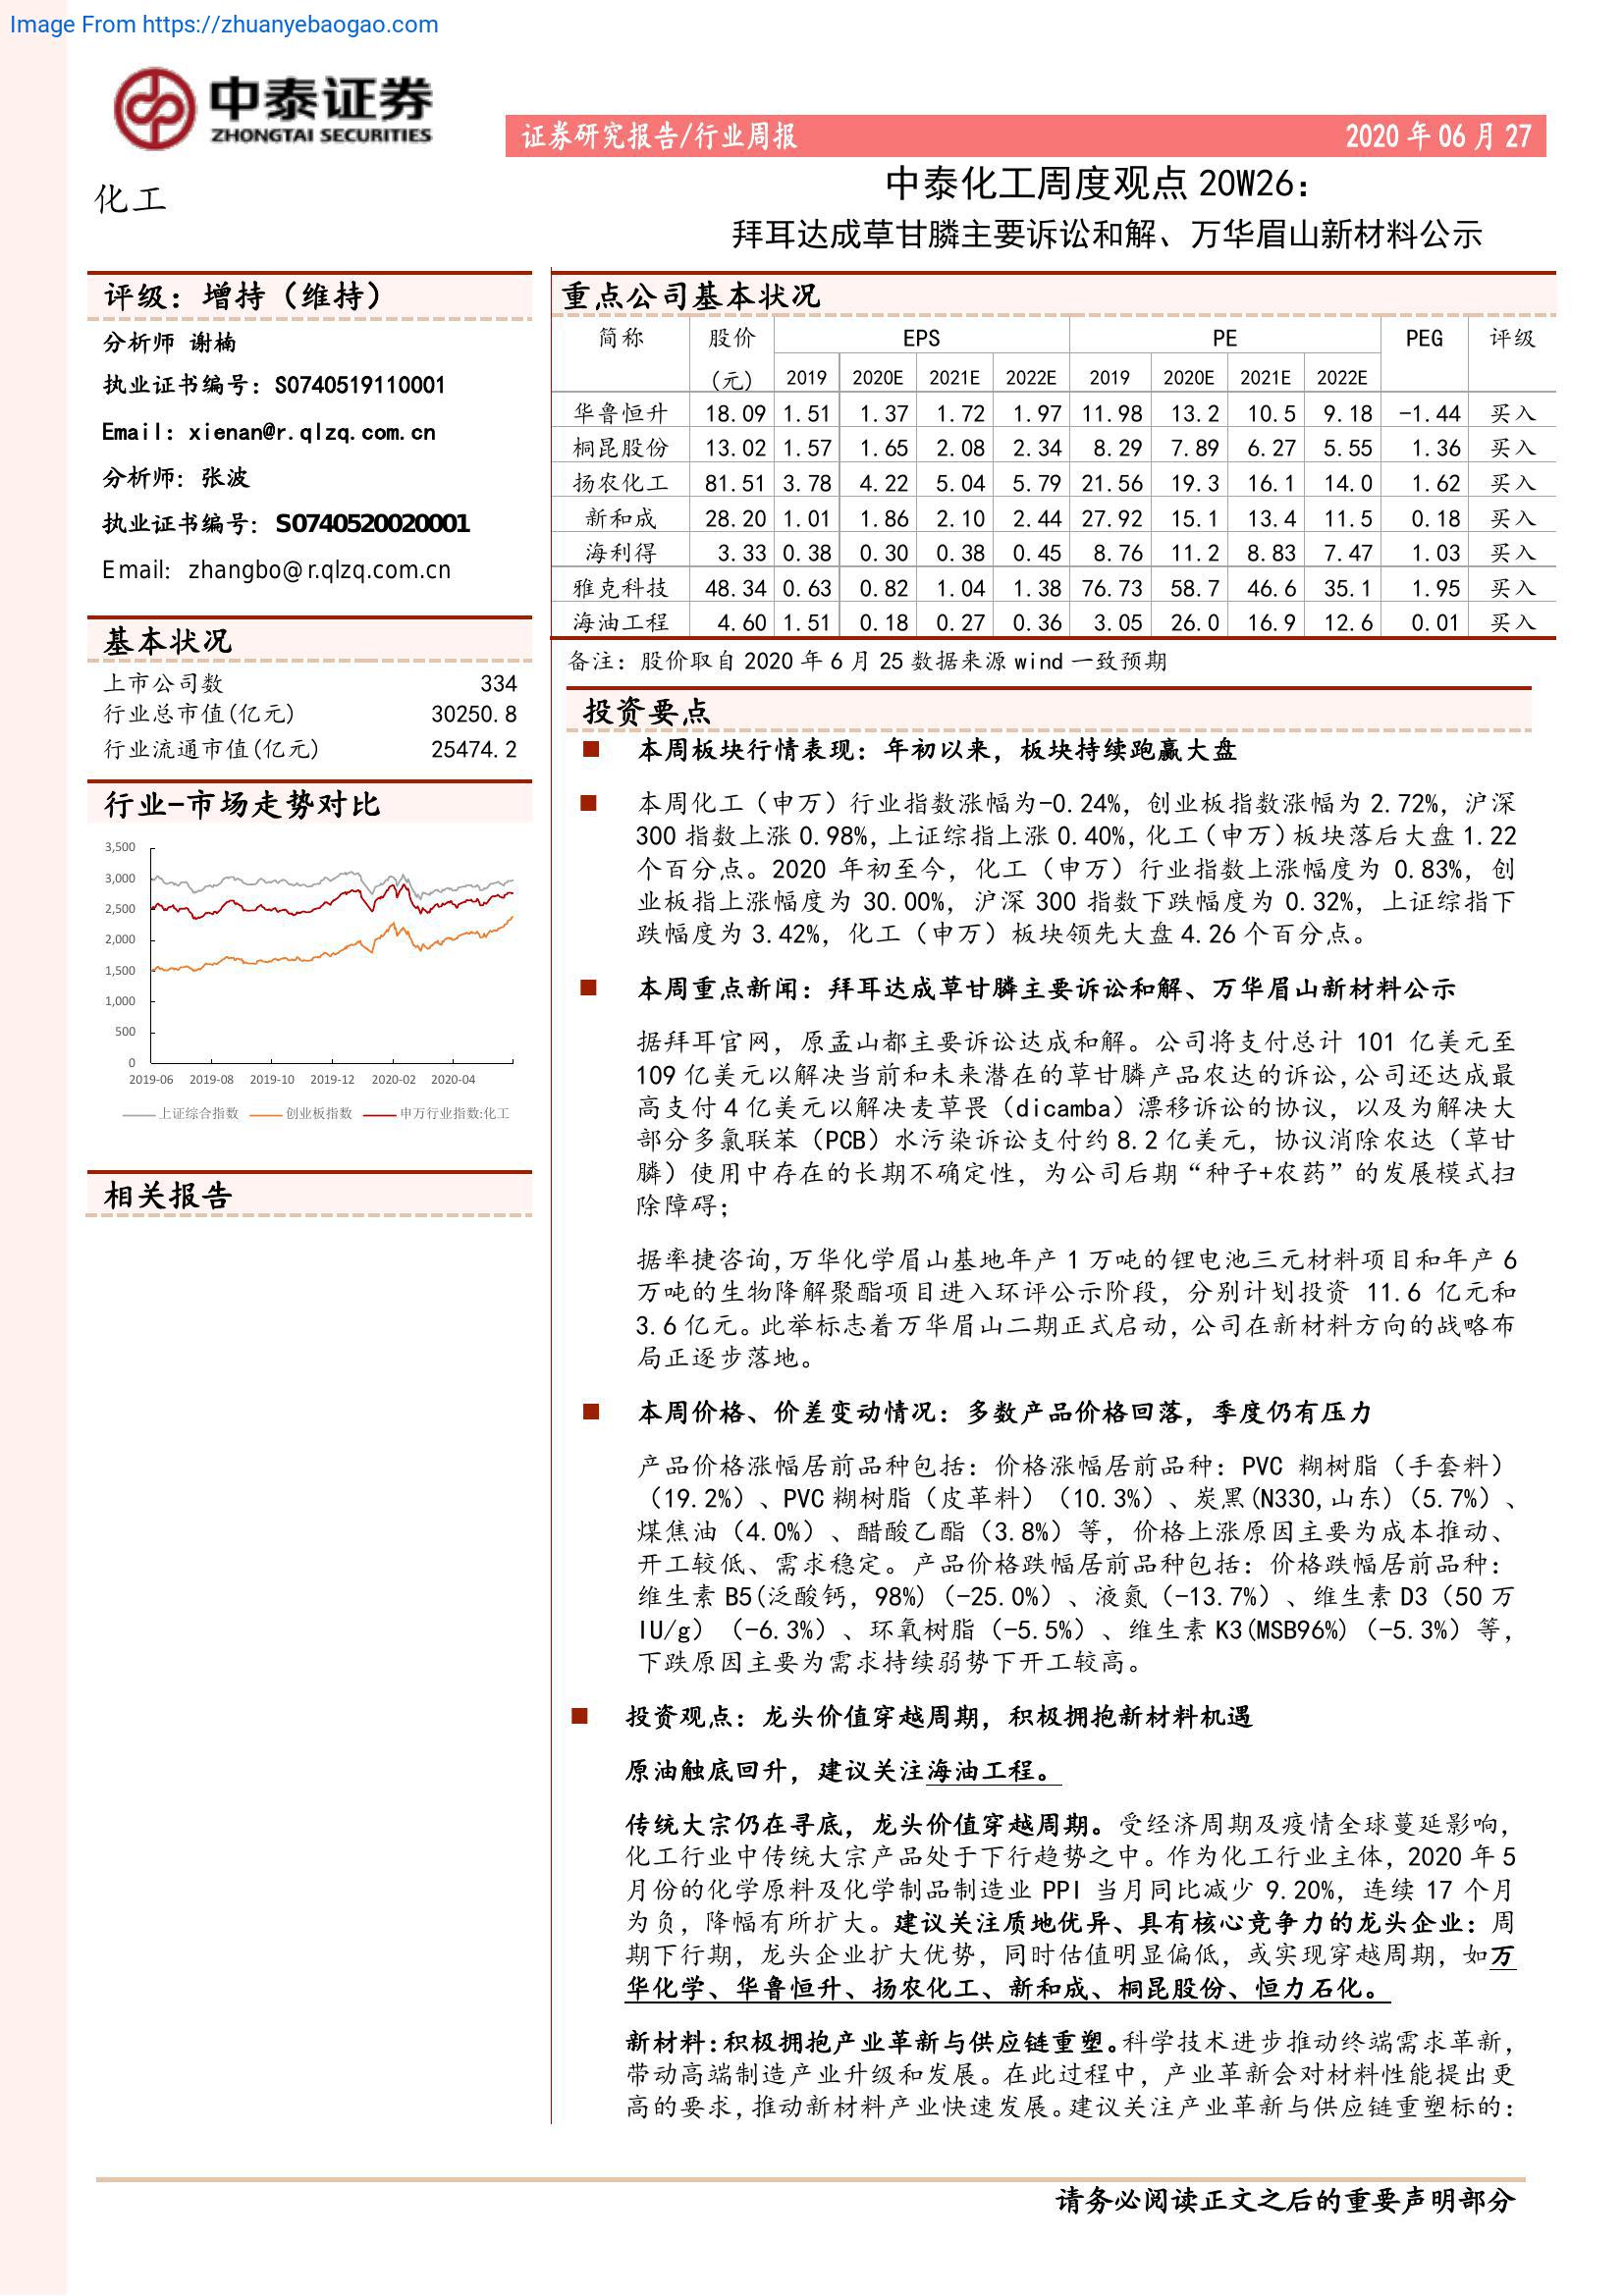 Image From https://zhuanyebaogao.com
中泰证券
ZHONGTAI SECURITIES
证券研究报告/行业周报 2020 年 06 月 27
化工
中泰化工周度观点 20W26：
拜耳达成草甘膦主要诉讼和解、万华眉山新材料公示
评级：增持（维持）
分析师 谢楠
执业证书编号：S0740519110001
Email：xienan@r.qlzq.com.cn
分析师：张波
执业证书编号：S0740520020001
Email：zhangbo@r.qlzq.com.cn
基本状况
上市公司数 334
行业总市值(亿元) 30250.8
行业流通市值(亿元) 25474.2
行业-市场走势对比
3,500
3,000
2,500
2,000
1,500
1,000
500
0
2019-06 2019-08 2019-10 2019-12 2020-02 2020-04
上证综合指数 创业板指数 申万行业指数:化工
相关报告
重点公司基本状况
简称 股价 EPS PE PEG 评级
(元) 2019 2020E 2021E 2022E 2019 2020E 2021E 2022E
华鲁恒升 18.09 1.51 1.37 1.72 1.97 11.98 13.2 10.5 9.18 -1.44 买入
桐昆股份 13.02 1.57 1.65 2.08 2.34 8.29 7.89 6.27 5.55 1.36 买入
扬农化工 81.51 3.78 4.22 5.04 5.79 21.56 19.3 16.1 14.0 1.62 买入
新和成 28.20 1.01 1.86 2.10 2.44 27.92 15.1 13.4 11.5 0.18 买入
海利得 3.33 0.38 0.30 0.38 0.45 8.76 11.2 8.83 7.47 1.03 买入
雅克科技 48.34 0.63 0.82 1.04 1.38 76.73 58.7 46.6 35.1 1.95 买入
海油工程 4.60 1.51 0.18 0.27 0.36 3.05 26.0 16.9 12.6 0.01 买入
备注：股价取自 2020 年 6 月 25 数据来源 wind 一致预期
投资要点
■ 本周板块行情表现：年初以来，板块持续跑赢大盘
■ 本周化工（申万）行业指数涨幅为-0.24%，创业板指数涨幅为 2.72%，沪深
300 指数上涨 0.98%，上证综指上涨 0.40%，化工（申万）板块落后大盘 1.22
个百分点。2020 年初至今，化工（申万）行业指数上涨幅度为 0.83%，创
业板指上涨幅度为 30.00%，沪深 300 指数下跌幅度为 0.32%，上证综指下
跌幅度为 3.42%，化工（申万）板块领先大盘 4.26 个百分点。
■ 本周重点新闻：拜耳达成草甘膦主要诉讼和解、万华眉山新材料公示
据拜耳官网，原孟山都主要诉讼达成和解。公司将支付总计 101 亿美元至
109 亿美元以解决当前和未来潜在的草甘膦产品农达的诉讼，公司还达成最
高支付 4 亿美元以解决麦草畏（dicamba）漂移诉讼的协议，以及为解决大
部分多氯联苯（PCB）水污染诉讼支付约 8.2 亿美元，协议消除农达（草甘
膦）使用中存在的长期不确定性，为公司后期“种子+农药”的发展模式扫
除障碍；
据率捷咨询，万华化学眉山基地年产 1 万吨的锂电池三元材料项目和年产 6
万吨的生物降解聚酯项目进入环评公示阶段，分别计划投资 11.6 亿元和
3.6 亿元。此举标志着万华眉山二期正式启动，公司在新材料方向的战略布
局正逐步落地。
■ 本周价格、价差变动情况：多数产品价格回落，季度仍有压力
产品价格涨幅居前品种包括：价格涨幅居前品种：PVC 糊树脂（手套料）
（19.2%）、PVC 糊树脂（皮革料）（10.3%）、炭黑(N330,山东)（5.7%）、
煤焦油（4.0%）、醋酸乙酯（3.8%）等，价格上涨原因主要为成本推动、
开工较低、需求稳定。产品价格跌幅居前品种包括：价格跌幅居前品种：
维生素 B5(泛酸钙，98%)（-25.0%）、液氮（-13.7%）、维生素 D3（50 万
IU/g）（-6.3%）、环氧树脂（-5.5%）、维生素 K3(MSB96%)（-5.3%）等，
下跌原因主要为需求持续弱势下开工较高。
■ 投资观点：龙头价值穿越周期，积极拥抱新材料机遇
原油触底回升，建议关注海油工程。
传统大宗仍在寻底，龙头价值穿越周期。受经济周期及疫情全球蔓延影响，
化工行业中传统大宗产品处于下行趋势之中。作为化工行业主体，2020 年 5
月份的化学原料及化学制品制造业 PPI 当月同比减少 9.20%，连续 17 个月
为负，降幅有所扩大。建议关注质地优异、具有核心竞争力的龙头企业：周
期下行期，龙头企业扩大优势，同时估值明显偏低，或实现穿越周期，如万
华化学、华鲁恒升、扬农化工、新和成、桐昆股份、恒力石化。
新材料：积极拥抱产业革新与供应链重塑。科学技术进步推动终端需求革新，
带动高端制造产业升级和发展。在此过程中，产业革新会对材料性能提出更
高的要求，推动新材料产业快速发展。建议关注产业革新与供应链重塑标的：
请务必阅读正文之后的重要声明部分